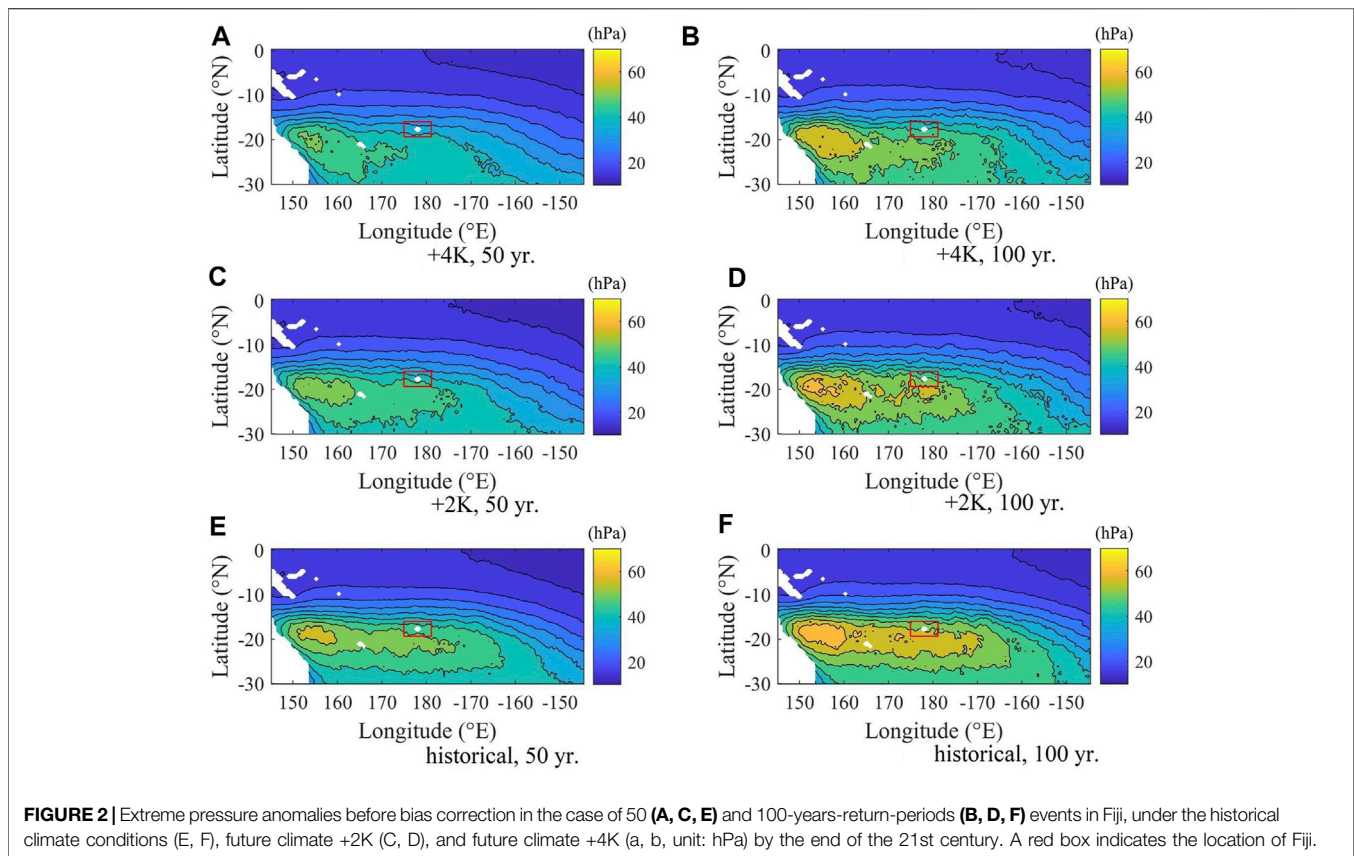 A
(hPa)
0
-10
-20
-30
Latitude (°N)
150 160 170 180 -170 -160 -150
Longitude (°E)
60
40
20
+4K, 50 yr.
B
(hPa)
0
-10
-20
-30
Latitude (°N)
150 160 170 180 -170 -160 -150
Longitude (°E)
60
40
20
+4K, 100 yr.
C
(hPa)
0
-10
-20
-30
Latitude (°N)
150 160 170 180 -170 -160 -150
Longitude (°E)
60
40
20
+2K, 50 yr.
D
(hPa)
0
-10
-20
-30
Latitude (°N)
150 160 170 180 -170 -160 -150
Longitude (°E)
60
40
20
+2K, 100 yr.
E
(hPa)
0
-10
-20
-30
Latitude (°N)
150 160 170 180 -170 -160 -150
Longitude (°E)
60
40
20
historical, 50 yr.
F
(hPa)
0
-10
-20
-30
Latitude (°N)
150 160 170 180 -170 -160 -150
Longitude (°E)
60
40
20
historical, 100 yr.
FIGURE 2 | Extreme pressure anomalies before bias correction in the case of 50 (A, C, E) and 100-years-return-periods (B, D, F) events in Fiji, under the historical
climate conditions (E, F), future climate +2K (C, D), and future climate +4K (a, b, unit: hPa) by the end of the 21st century. A red box indicates the location of Fiji.